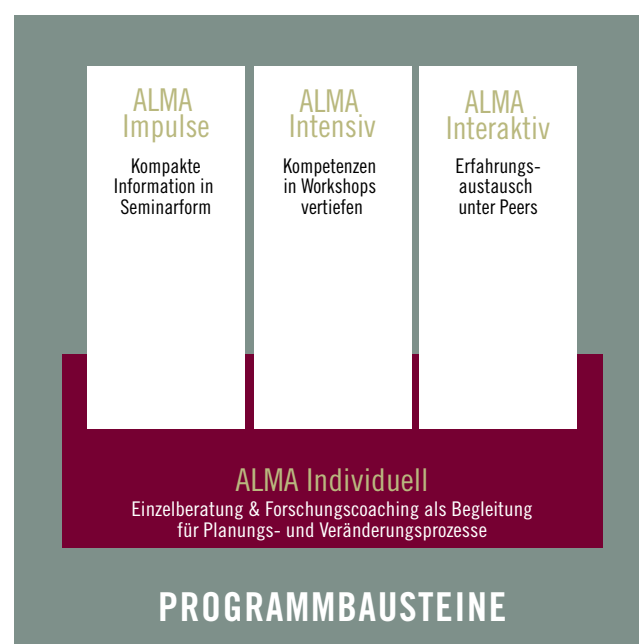 ALMA
Impulse
Kompakte
Information in
Seminarform
ALMA
Intensiv
Kompetenzen
in Workshops
vertiefen
ALMA
Interaktiv
Erfahrungs-
austausch
unter Peers
ALMA Individuell
Einzelberatung & Forschungscoaching als Begleitung
für Planungs- und Veränderungsprozesse
PROGRAMMBAUSTEINE